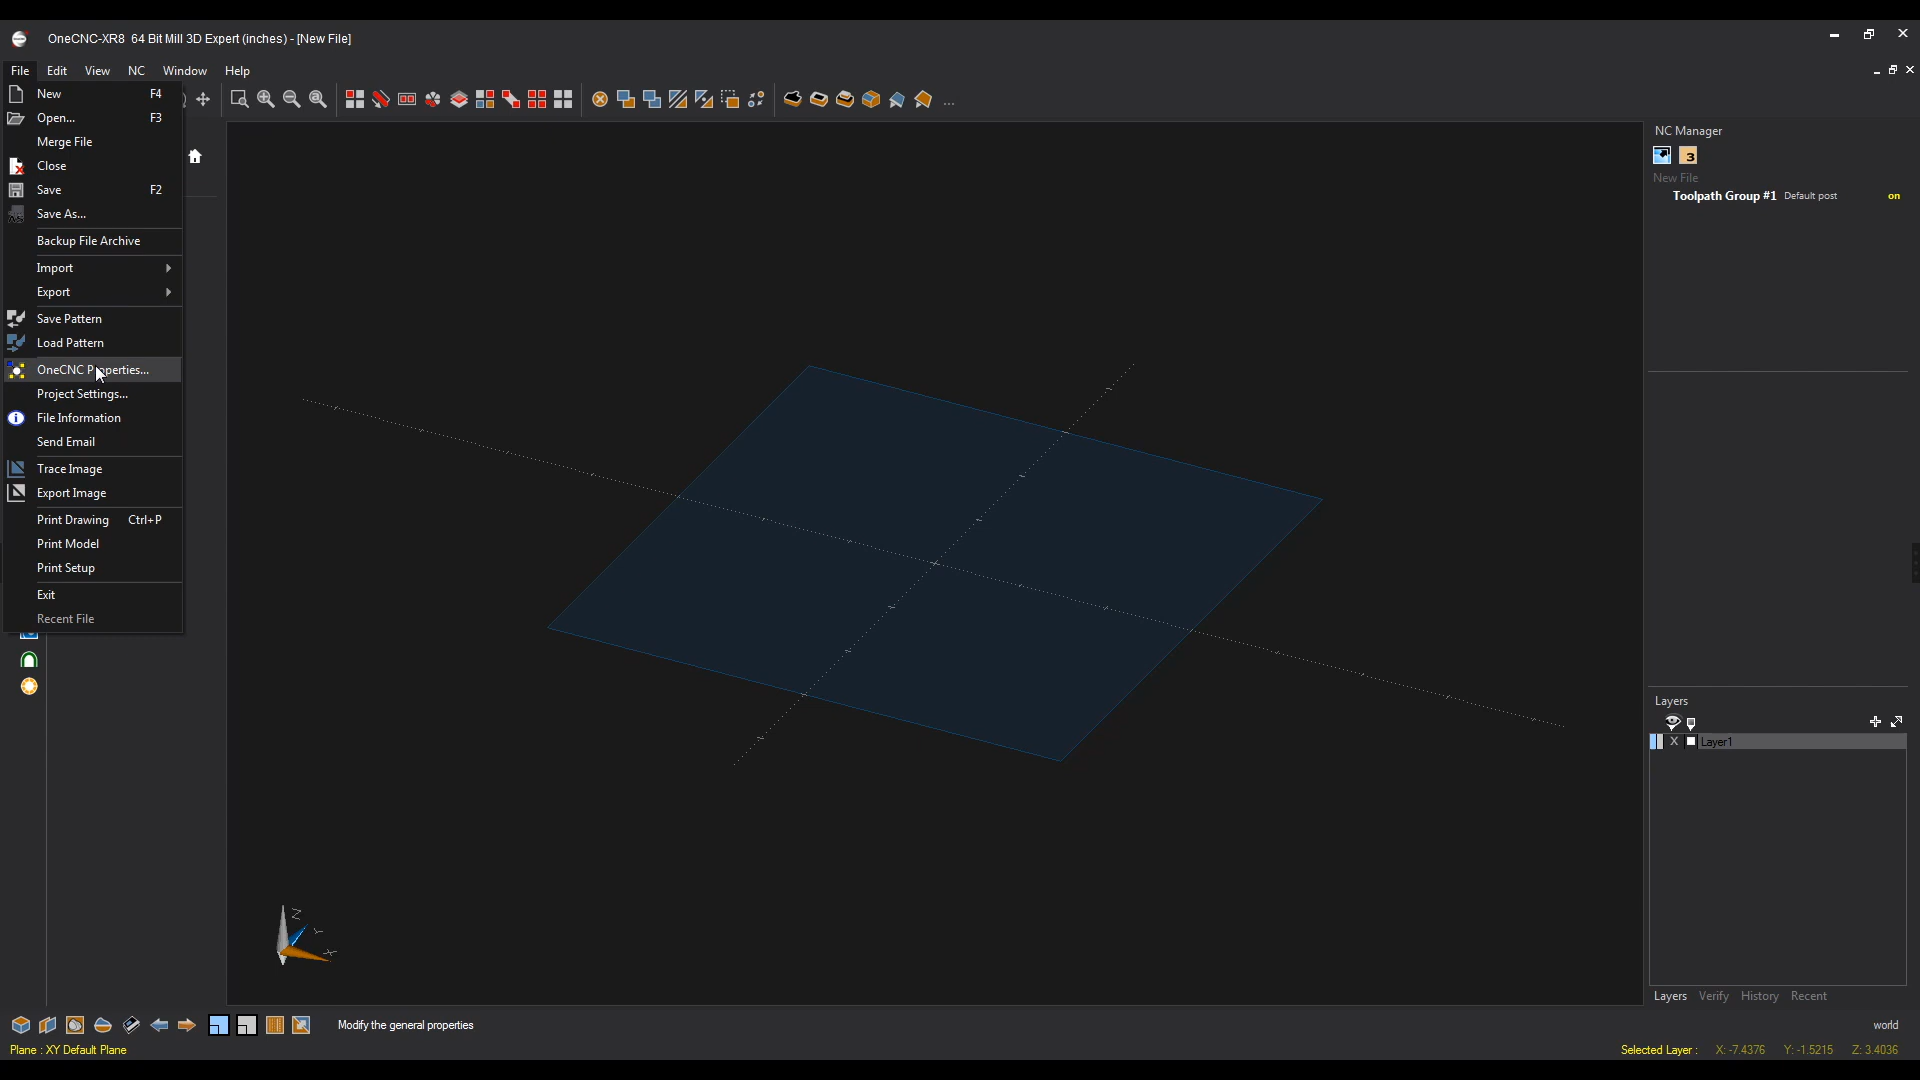 OneCNC-XR8 64 Bit Mill 3D Expert (inches) - [New File]
File Edit View NC Window Help
New F4
Open... F3
Merge File
Close
Save F2
Save As...
Backup File Archive
Import
Export
Save Pattern
Load Pattern
OneCNC Properties...
Project Settings...
File Information
Send Email
Trace Image
Export Image
Print Drawing Ctrl+P
Print Model
Print Setup
Exit
Recent File
...
NC Manager
3
New File
Toolpath Group #1 Default post on
Layers
X Layer1
Layers Verify History Recent
Z
Y
X
Modify the general properties
world
Plane : XY Default Plane
Selected Layer : X: -7.4376 Y: -1.5215 Z: 3.4036